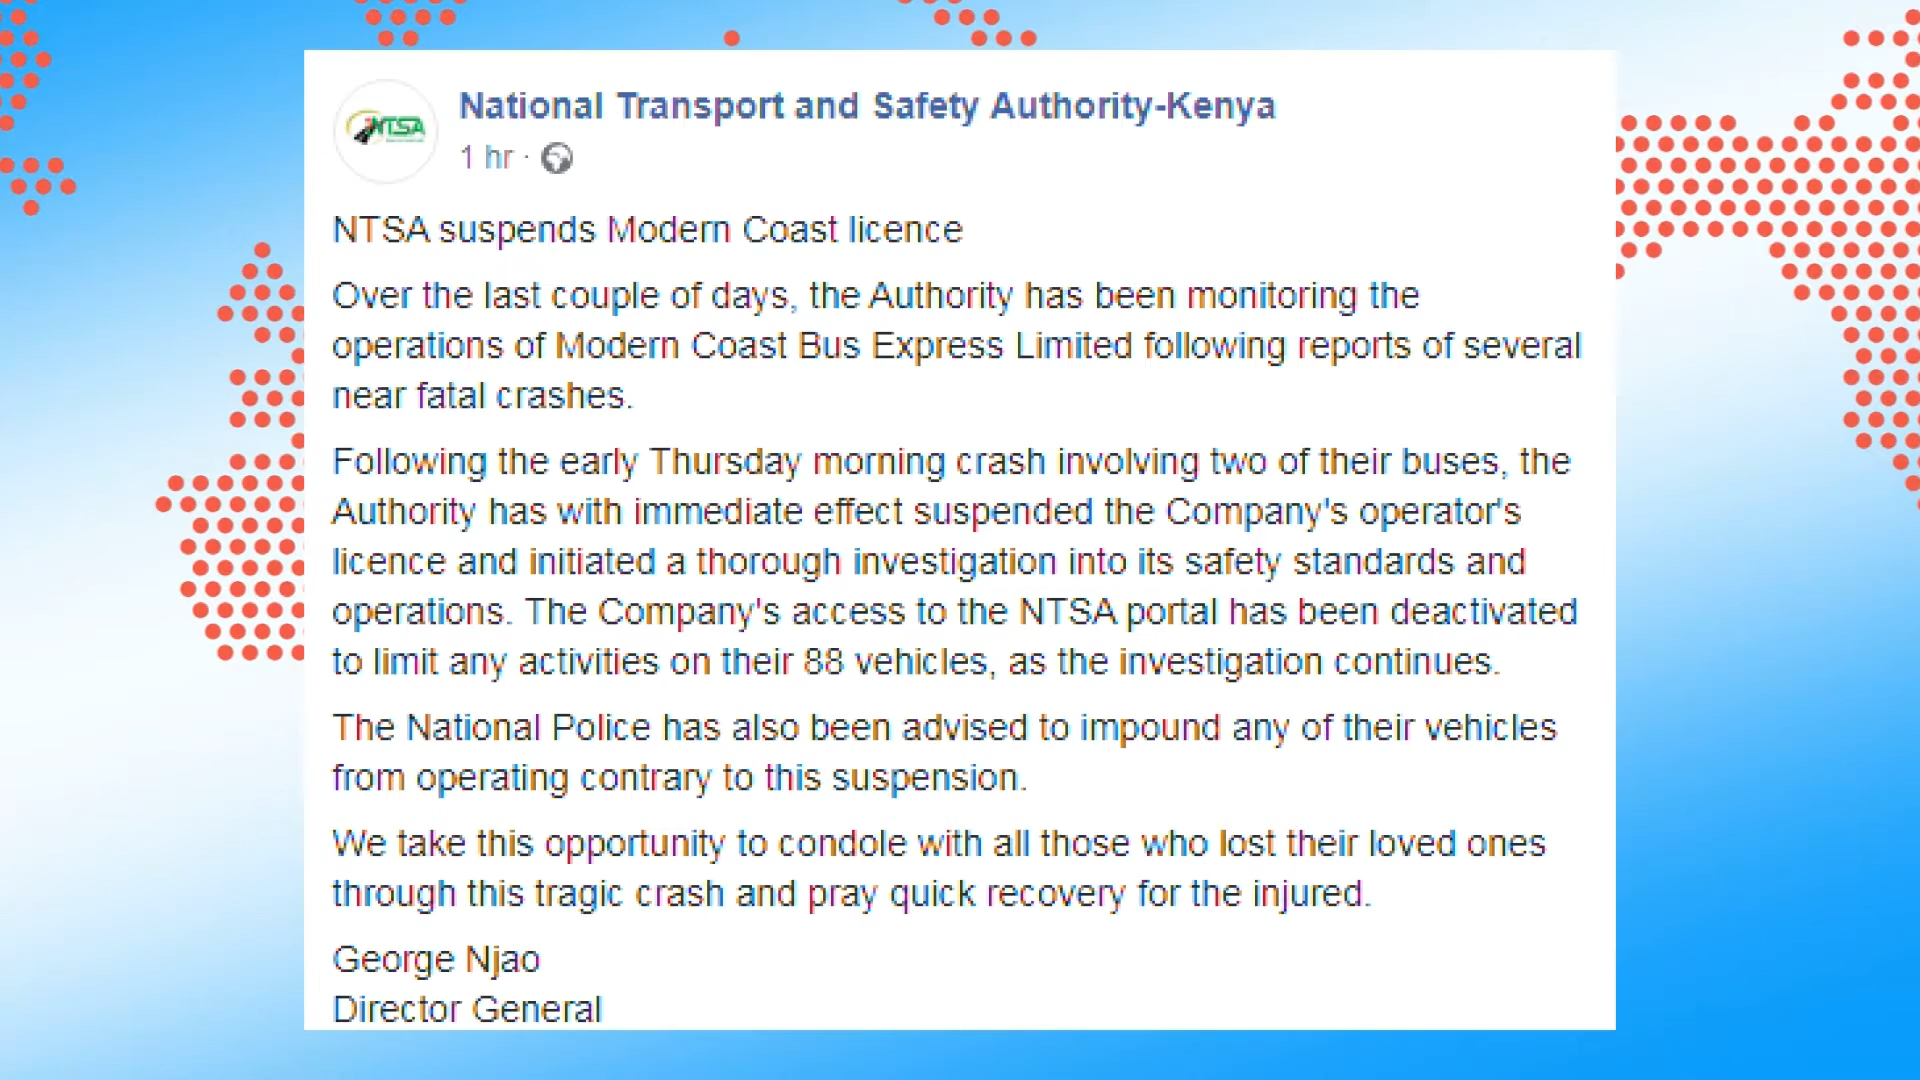 NTSA
National Transport and Safety Authority-Kenya
1 hr ·
NTSA suspends Modern Coast licence
Over the last couple of days, the Authority has been monitoring the
operations of Modern Coast Bus Express Limited following reports of several
near fatal crashes.
Following the early Thursday morning crash involving two of their buses, the
Authority has with immediate effect suspended the Company's operator's
licence and initiated a thorough investigation into its safety standards and
operations. The Company's access to the NTSA portal has been deactivated
to limit any activities on their 88 vehicles, as the investigation continues.
The National Police has also been advised to impound any of their vehicles
from operating contrary to this suspension.
We take this opportunity to condole with all those who lost their loved ones
through this tragic crash and pray quick recovery for the injured.
George Njao
Director General